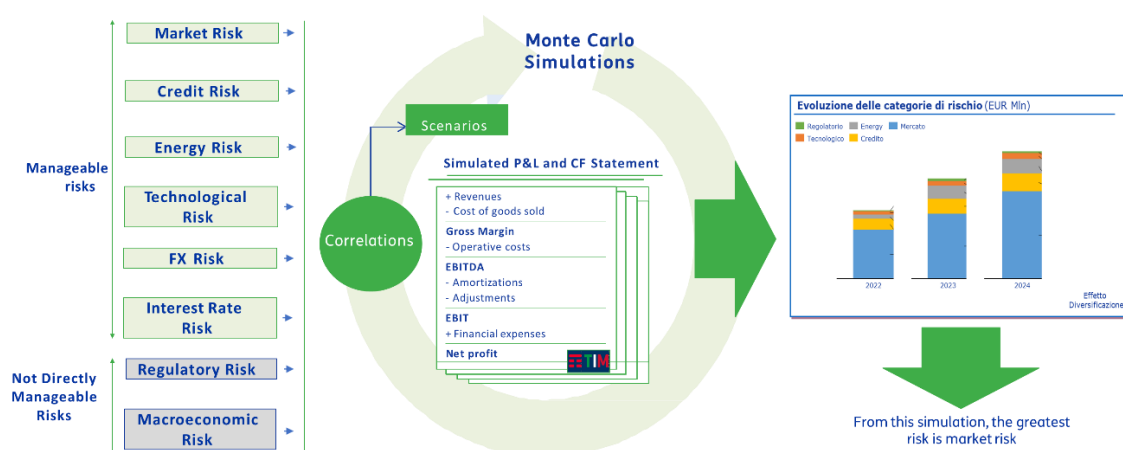 Market Risk
Credit Risk
Energy Risk
Manageable
risks
Technological
Risk
FX Risk
Interest Rate
Risk
Regulatory Risk
Not Directly
Manageable
Risks
Macroeconomic
Risk
Monte Carlo
Simulations
Scenarios
Correlations
Simulated P&L and CF Statement
+ Revenues
- Cost of goods sold
Gross Margin
- Operative costs
EBITDA
- Amortizations
- Adjustments
EBIT
+ Financial expenses
Net profit
TIM
Evoluzione delle categorie di rischio (EUR Mln)
Regolatorio Energy Mercato
Tecnologico Credito
2022 2023 2024
Effetto
Diversificazione
From this simulation, the greatest
risk is market risk